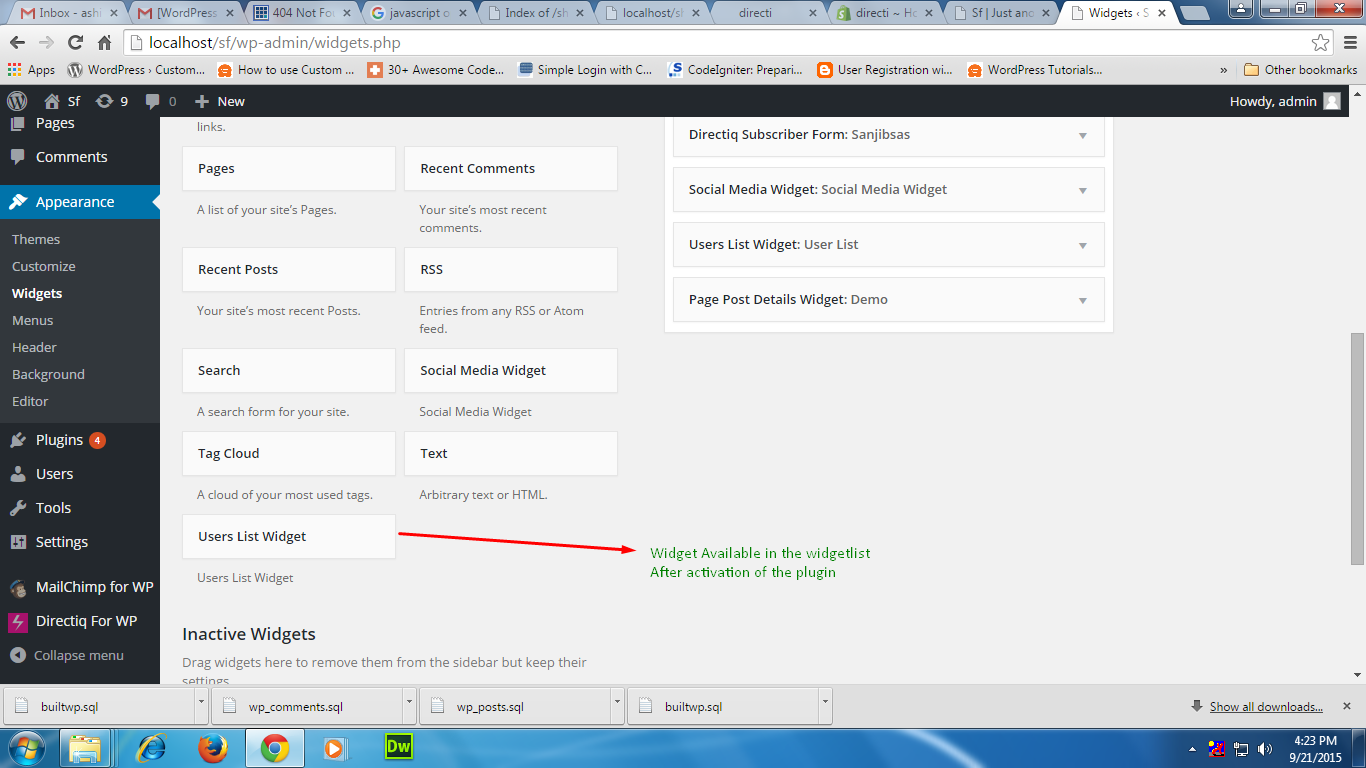 Inbox - ashi
[WordPress
404 Not Fou
javascript o
Index of /sh
localhost/sh
directi
directi ~ Ho
Sf | Just ano
Widgets ‹ S
localhost/sf/wp-admin/widgets.php
Apps
WordPress › Custom...
How to use Custom ...
30+ Awesome Code...
Simple Login with C...
CodeIgniter: Prepari...
User Registration wi...
WordPress Tutorials...
»
Other bookmarks
Sf
9
0
New
Howdy, admin
Pages
Comments
Appearance
Themes
Customize
Widgets
Menus
Header
Background
Editor
Plugins 4
Users
Tools
Settings
MailChimp for WP
Directiq For WP
Collapse menu
links.
Pages
Recent Comments
A list of your site's Pages.
Your site's most recent
comments.
Recent Posts
RSS
Your site's most recent Posts.
Entries from any RSS or Atom
feed.
Search
Social Media Widget
A search form for your site.
Social Media Widget
Tag Cloud
Text
A cloud of your most used tags.
Arbitrary text or HTML.
Users List Widget
Users List Widget
Inactive Widgets
Drag widgets here to remove them from the sidebar but keep their
settings
Directiq Subscriber Form: Sanjibsas
Social Media Widget: Social Media Widget
Users List Widget: User List
Page Post Details Widget: Demo
Widget Available in the widgetlist
After activation of the plugin
builtwp.sql
wp_comments.sql
wp_posts.sql
builtwp.sql
Show all downloads...
Dw
4:23 PM
9/21/2015